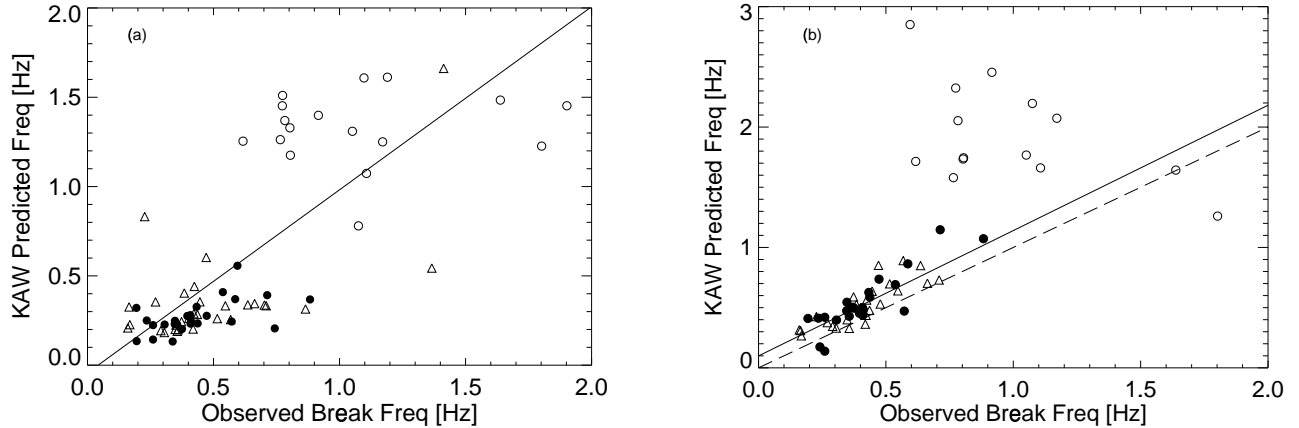 (a)
KAW Predicted Freq [Hz]
2.0
1.5
1.0
0.5
0.0
0.0 0.5 1.0 1.5 2.0
Observed Break Freq [Hz]
(b)
KAW Predicted Freq [Hz]
3
2
1
0
0.0 0.5 1.0 1.5 2.0
Observed Break Freq [Hz]